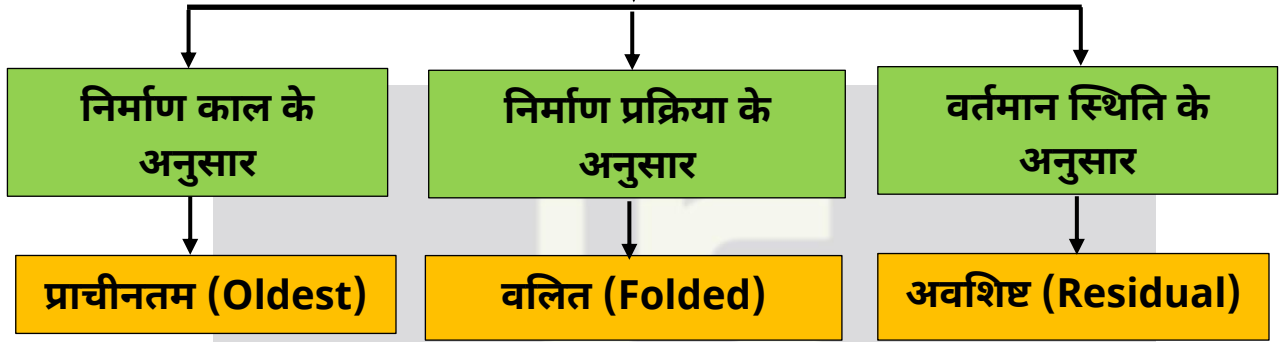 निर्माण काल के
अनुसार
निर्माण प्रक्रिया के
अनुसार
वर्तमान स्थिति के
अनुसार
प्राचीनतम (Oldest)
वलित (Folded)
अवशिष्ट (Residual)